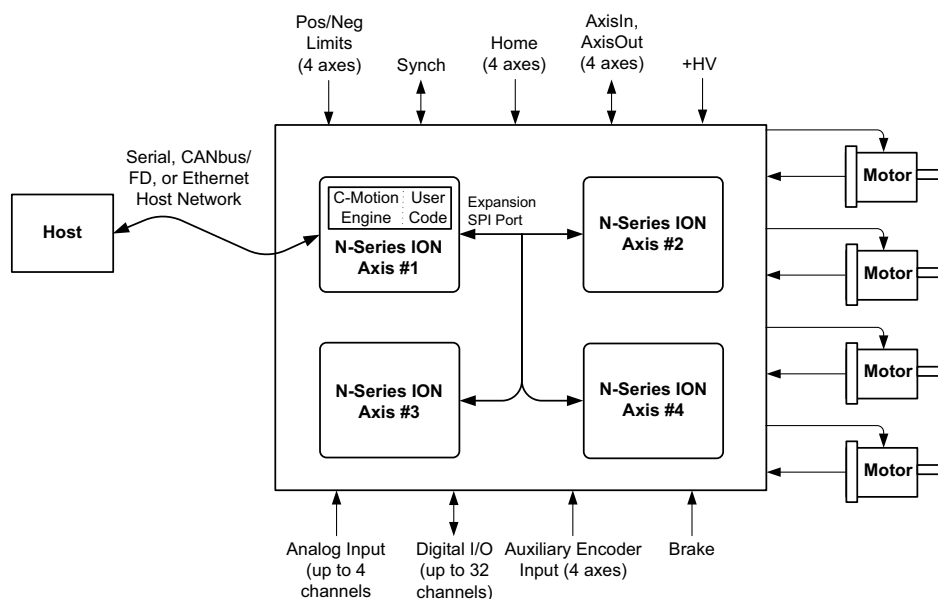 Pos/Neg
Limits
(4 axes)
Synch
Home
(4 axes)
AxisIn,
AxisOut
(4 axes)
+HV
Serial, CANbus/
FD, or Ethernet
Host Network
Host
C-Motion
Engine
User
Code
N-Series ION
Axis #1
Expansion
SPI Port
N-Series ION
Axis #2
N-Series ION
Axis #3
N-Series ION
Axis #4
Motor
Motor
Motor
Motor
Analog Input
(up to 4
channels
Digital I/O
(up to 32
channels)
Auxiliary Encoder
Input (4 axes)
Brake